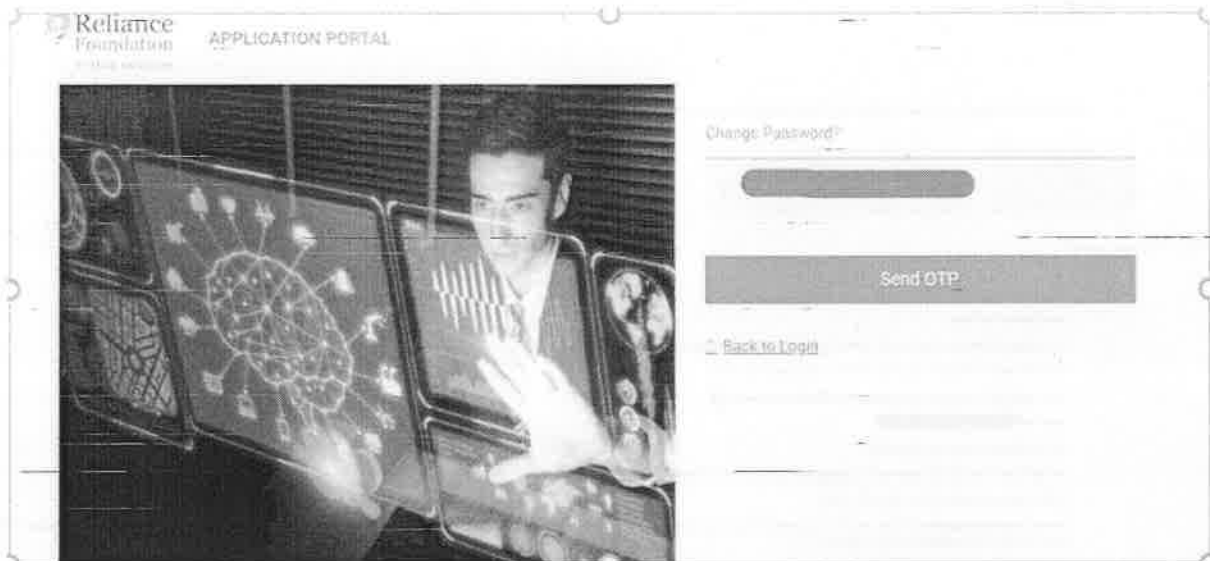 Reliance
Foundation
APPLICATION PORTAL
Change Password?
Send OTP
Back to Login